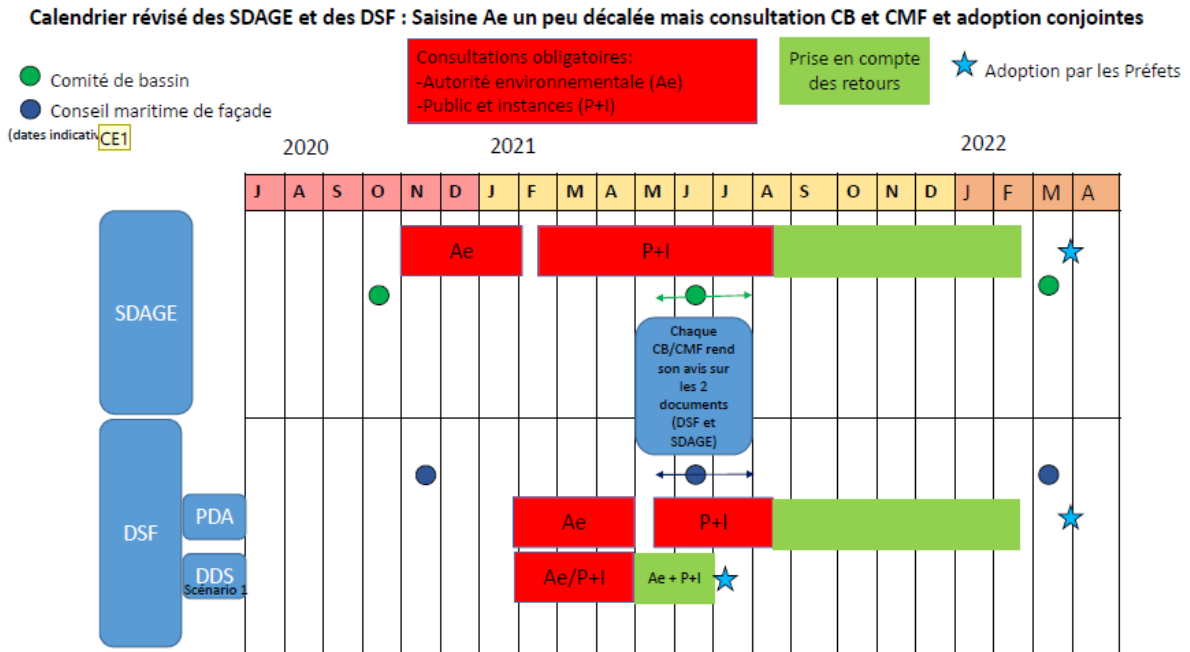 Calendrier révisé des SDAGE et des DSF : Saisine Ae un peu décalée mais consultation CB et CMF et adoption conjointes
Comité de bassin
Conseil maritime de façade
(dates indicativ
CE1
Consultations obligatoires:
-Autorité environnementale (Ae)
-Public et instances (P+I)
Prise en compte
des retours
Adoption par les Préfets
2020 2021 2022
J A S O N D J F M A M J J A S O N D J F M A
SDAGE
Ae
P+I
Chaque
CB/CMF rend
son avis sur
les 2
documents
(DSF et
SDAGE)
DSF
PDA
Ae
P+I
DDS
Scénario 1
Ae/P+I
Ae + P+I